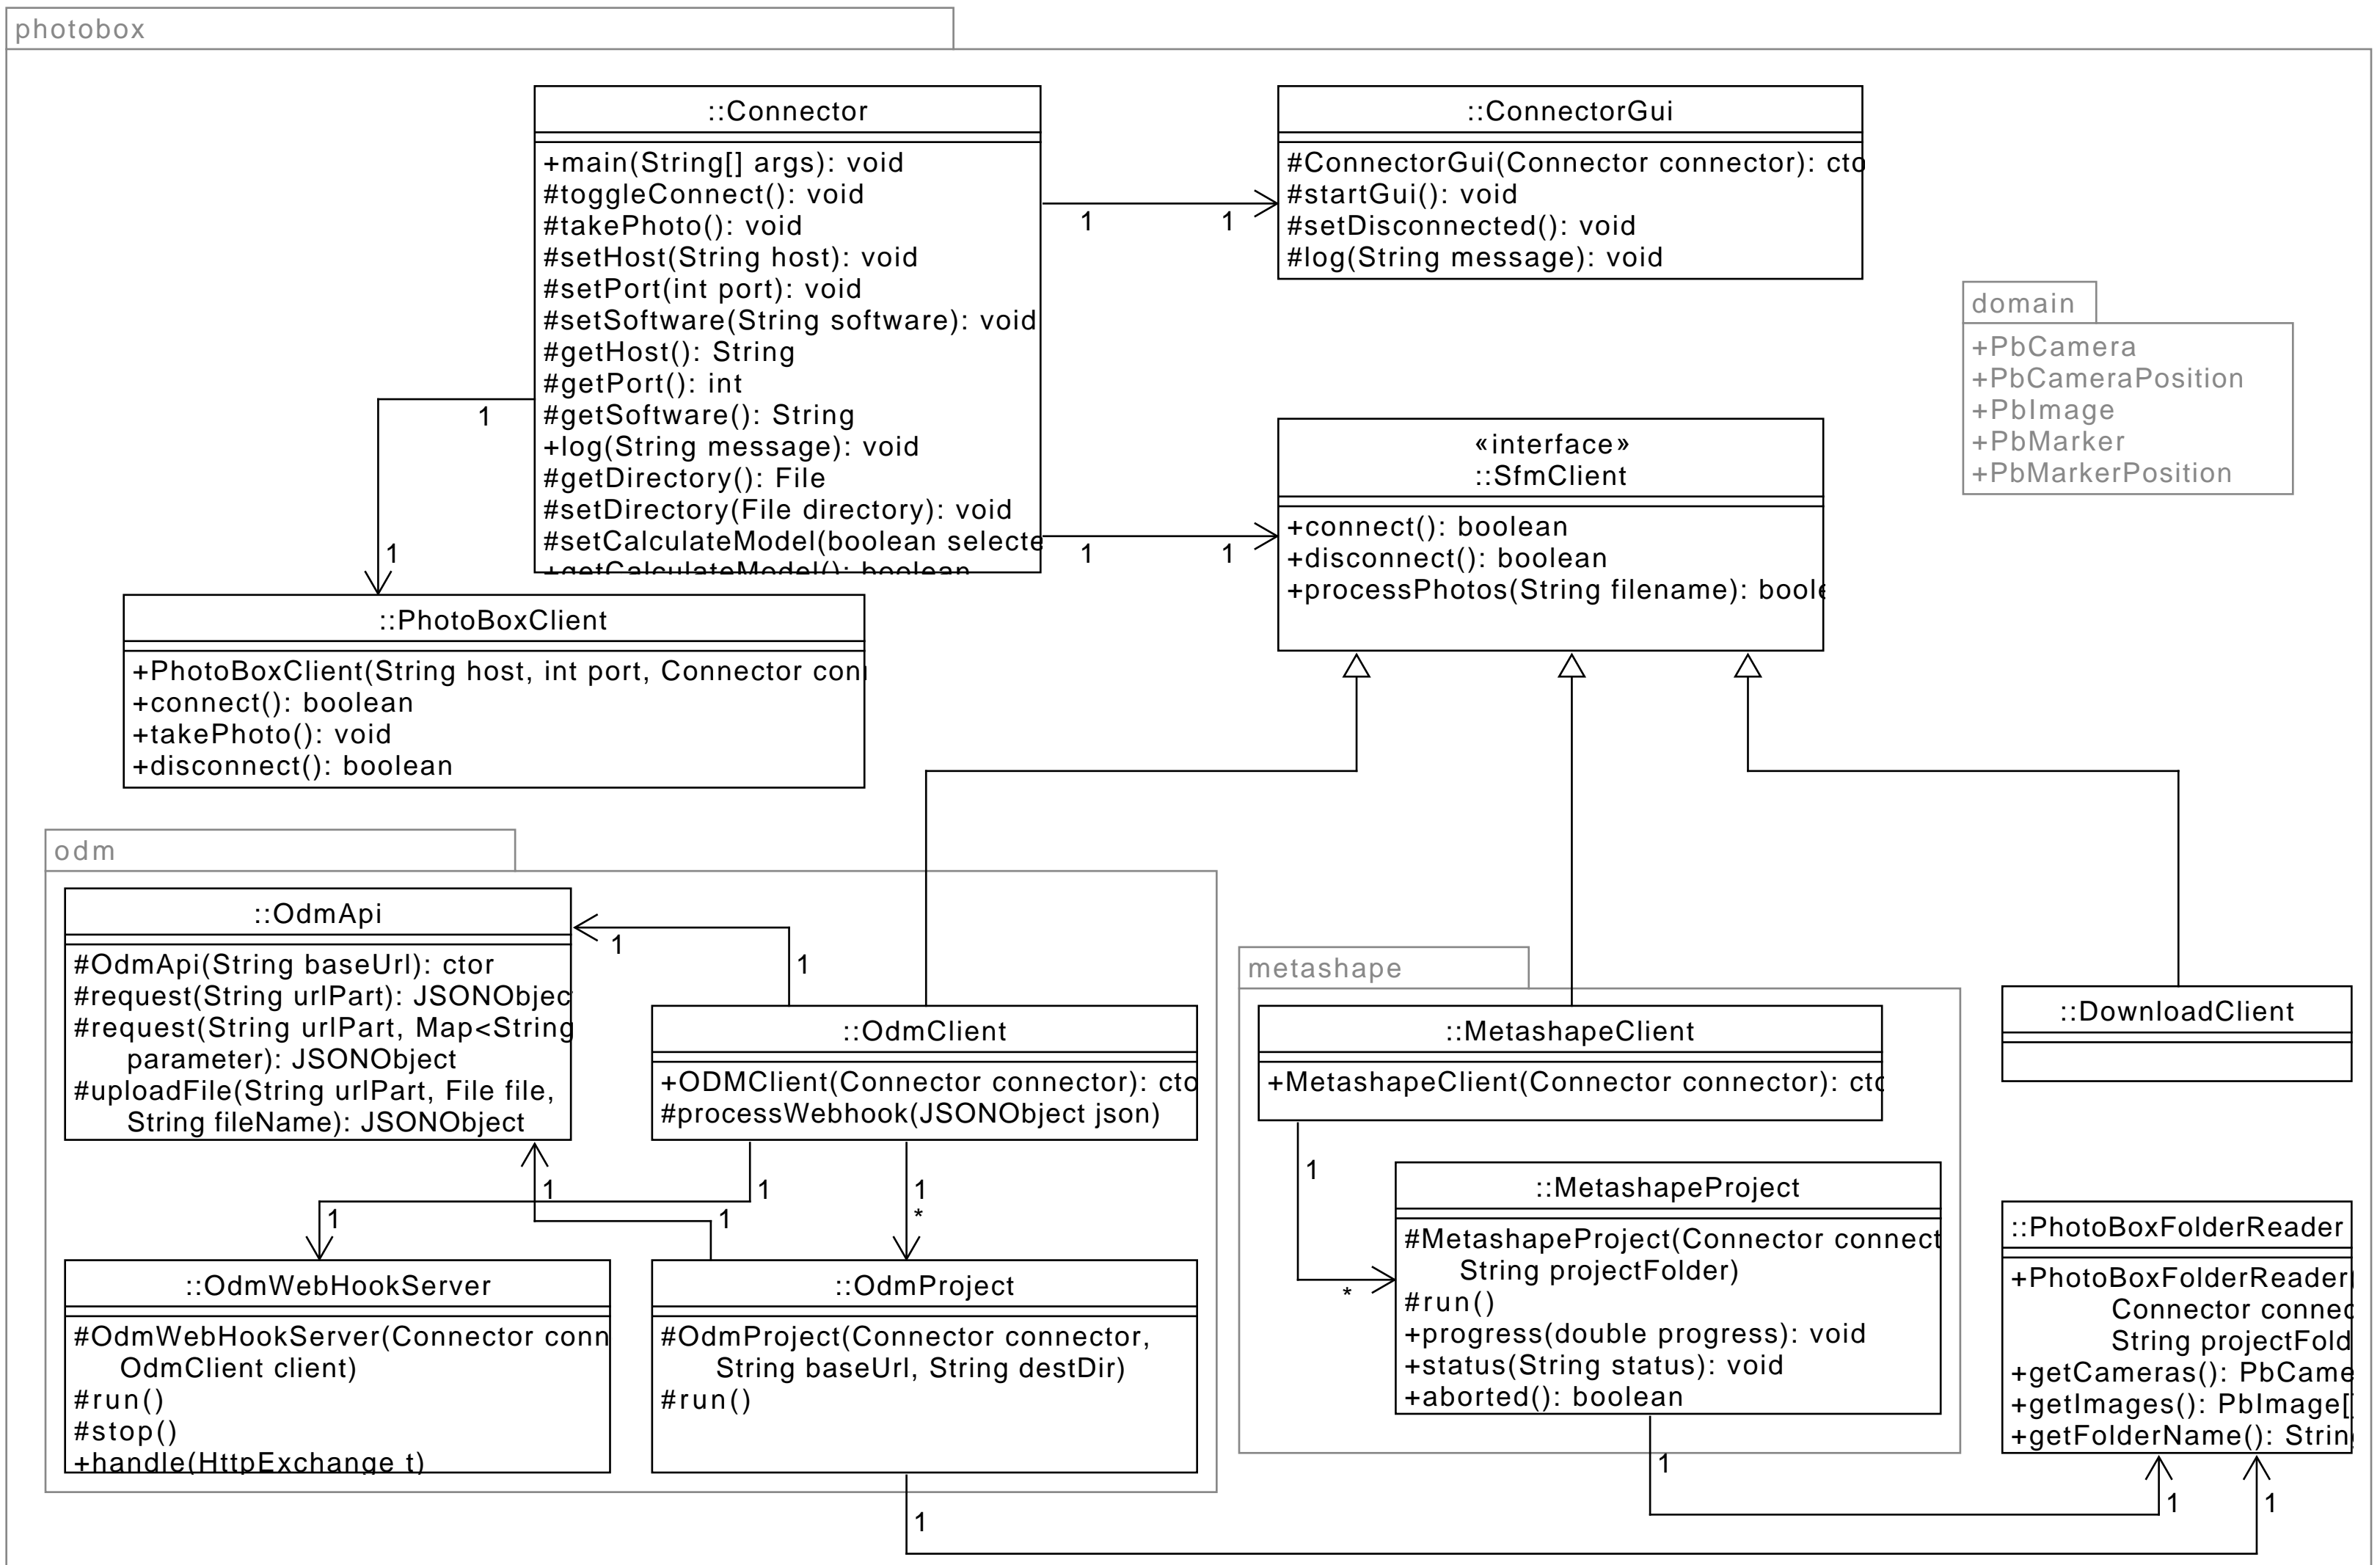 photobox
::Connector
+main(String[] args): void
#toggleConnect(): void
#takePhoto(): void
#setHost(String host): void
#setPort(int port): void
#setSoftware(String software): void
#getHost(): String
#getPort(): int
#getSoftware(): String
+log(String message): void
#getDirectory(): File
#setDirectory(File directory): void
#setCalculateModel(boolean selecte
+getCalculateModel(): boolean
::ConnectorGui
#ConnectorGui(Connector connector): cto
#startGui(): void
#setDisconnected(): void
#log(String message): void
1
1
domain
+PbCamera
+PbCameraPosition
+PbImage
+PbMarker
+PbMarkerPosition
1
1
«interface»
::SfmClient
+connect(): boolean
+disconnect(): boolean
+processPhotos(String filename): boole
1
1
::PhotoBoxClient
+PhotoBoxClient(String host, int port, Connector con
+connect(): boolean
+takePhoto(): void
+disconnect(): boolean
odm
::OdmApi
#OdmApi(String baseUrl): ctor
#request(String urlPart): JSONObjec
#request(String urlPart, Map<String
parameter): JSONObject
#uploadFile(String urlPart, File file,
String fileName): JSONObject
1
1
::OdmClient
+ODMClient(Connector connector): cto
#processWebhook(JSONObject json)
1
1
1
1
1
*
::OdmWebHookServer
#OdmWebHookServer(Connector conn
OdmClient client)
#run()
#stop()
+handle(HttpExchange t)
::OdmProject
#OdmProject(Connector connector,
String baseUrl, String destDir)
#run()
1
metashape
::MetashapeClient
+MetashapeClient(Connector connector): cto
1
*
::MetashapeProject
#MetashapeProject(Connector connect
String projectFolder)
#run()
+progress(double progress): void
+status(String status): void
+aborted(): boolean
1
::DownloadClient
::PhotoBoxFolderReader
+PhotoBoxFolderReader(
Connector connec
String projectFold
+getCameras(): PbCame
+getImages(): PbImage[
+getFolderName(): Strin
1
1